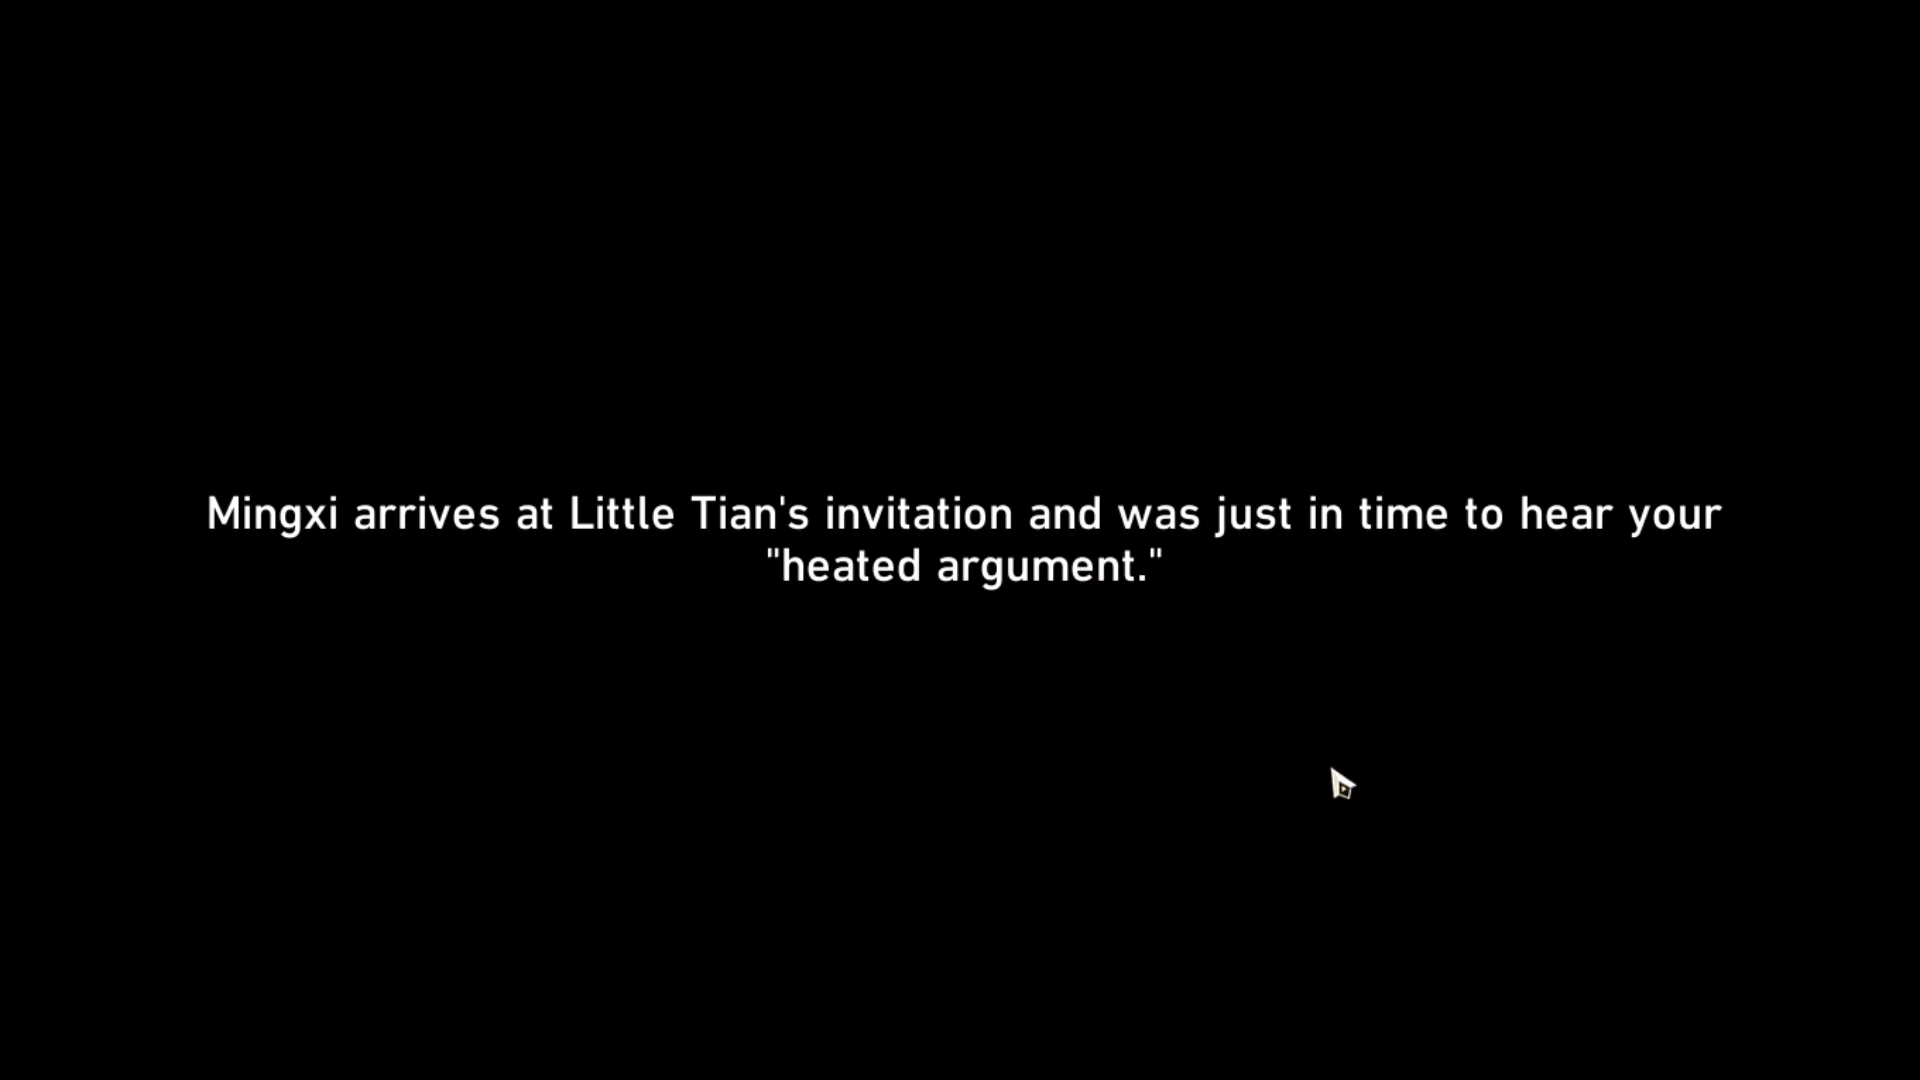 Mingxi arrives at Little Tian's invitation and was just in time to hear your
"heated argument."